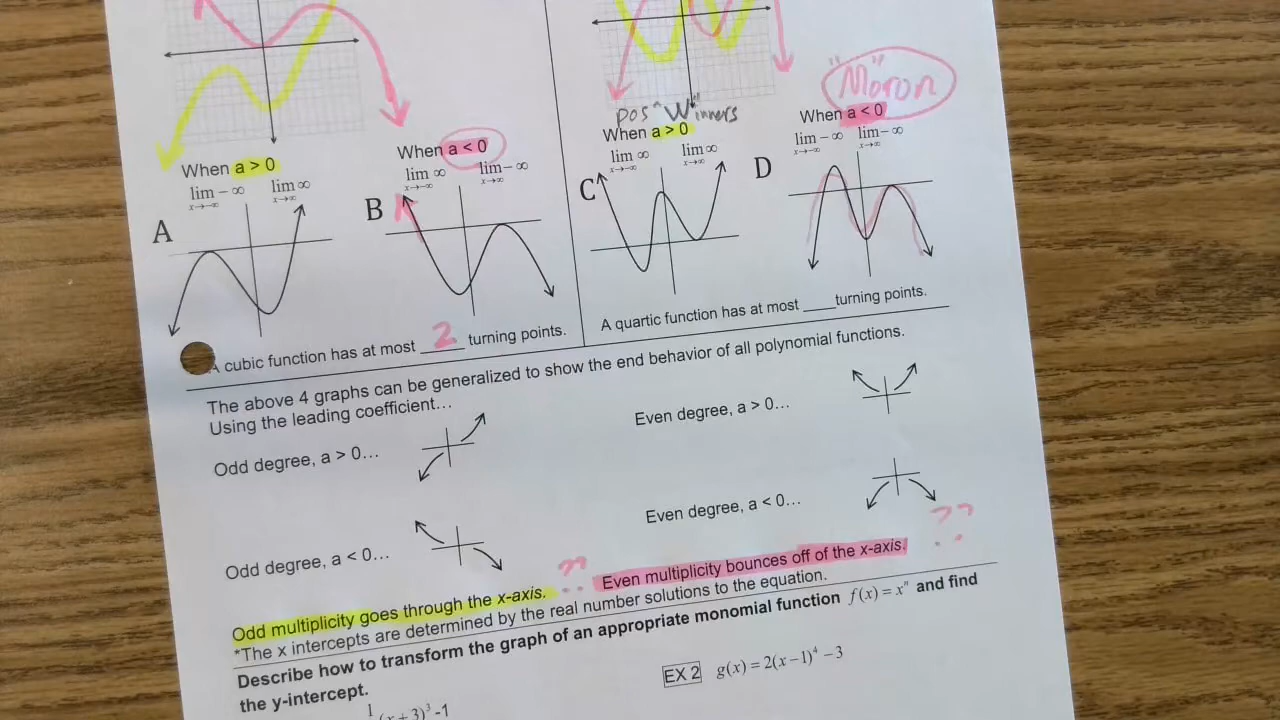 When a > 0
lim -∞ lim ∞
x→-∞ x→∞
A
When a < 0
lim ∞ lim -∞
x→-∞ x→∞
B
A cubic function has at most 2 turning points.
pos "W"inners
When a > 0
lim ∞ lim ∞
x→-∞ x→∞
C
"M"oron
When a < 0
lim -∞ lim -∞
x→-∞ x→∞
D
A quartic function has at most ____ turning points.
The above 4 graphs can be generalized to show the end behavior of all polynomial functions.
Using the leading coefficient...
Odd degree, a > 0...
Even degree, a > 0...
Odd degree, a < 0...
Even degree, a < 0...
Odd multiplicity goes through the x-axis. ?? Even multiplicity bounces off of the x-axis. ??
*The x intercepts are determined by the real number solutions to the equation.
Describe how to transform the graph of an appropriate monomial function f(x) = xⁿ and find
the y-intercept.
EX 2 g(x) = 2(x-1)⁴ - 3
(x+3)³ -1